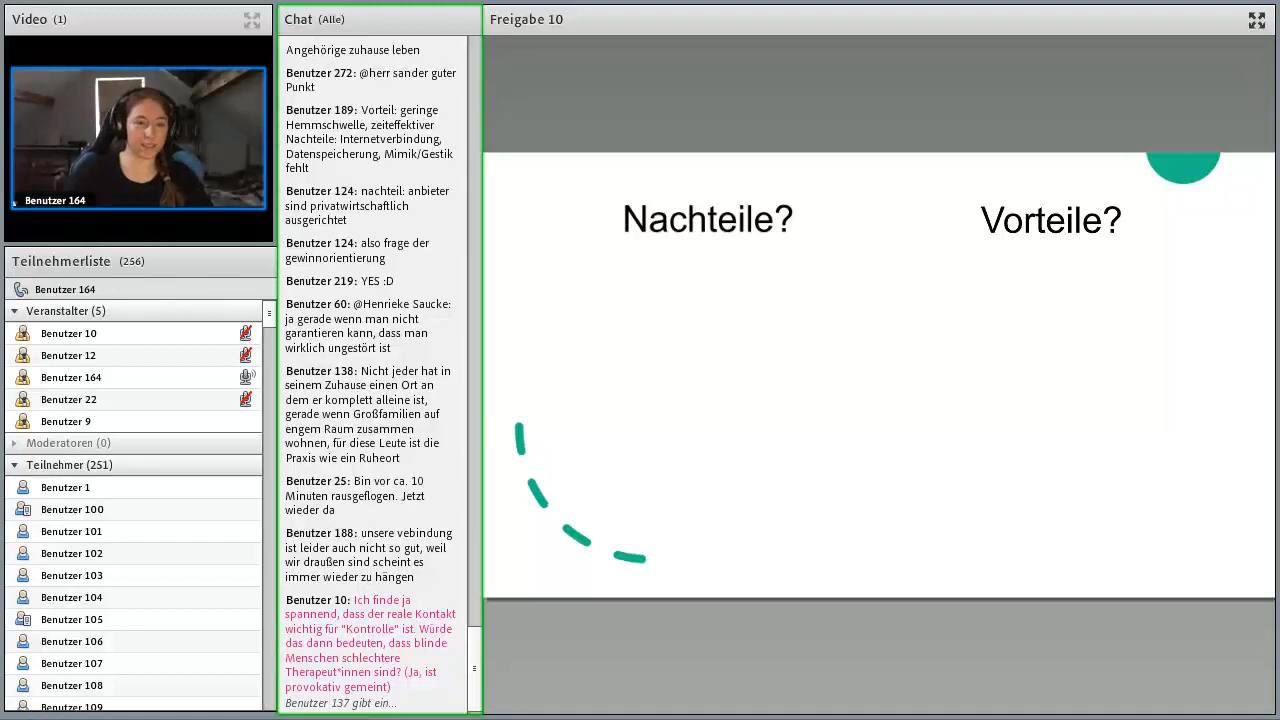 Video (1)
Benutzer 164
Teilnehmerliste (256)
Benutzer 164
Veranstalter (5)
Benutzer 10
Benutzer 12
Benutzer 164
Benutzer 22
Benutzer 9
Moderatoren (0)
Teilnehmer (251)
Benutzer 1
Benutzer 100
Benutzer 101
Benutzer 102
Benutzer 103
Benutzer 104
Benutzer 105
Benutzer 106
Benutzer 107
Benutzer 108
Benutzer 109
Chat (Alle)
Angehörige zuhause leben
Benutzer 272: @herr sander guter
Punkt
Benutzer 189: Vorteil: geringe
Hemmschwelle, zeiteffektiver
Nachteile: Internetverbindung,
Datenspeicherung, Mimik/Gestik
fehlt
Benutzer 124: nachteil: anbieter
sind privatwirtschaftlich
ausgerichtet
Benutzer 124: also frage der
gewinnorientierung
Benutzer 219: YES :D
Benutzer 60: @Henrieke Saucke:
ja gerade wenn man nicht
garantieren kann, dass man
wirklich ungestört ist
Benutzer 138: Nicht jeder hat in
seinem Zuhause einen Ort an
dem er komplett alleine ist,
gerade wenn Großfamilien auf
engem Raum zusammen
wohnen, für diese Leute ist die
Praxis wie ein Ruheort
Benutzer 25: Bin vor ca. 10
Minuten rausgeflogen. Jetzt
wieder da
Benutzer 188: unsere vebindung
ist leider auch nicht so gut, weil
wir draußen sind scheint es
immer wieder zu hängen
Benutzer 10: Ich finde ja
spannend, dass der reale Kontakt
wichtig für "Kontrolle" ist. Würde
das dann bedeuten, dass blinde
Menschen schlechtere
Therapeut*innen sind? (Ja, ist
provokativ gemeint)
Benutzer 137 gibt ein...
Freigabe 10
Nachteile?
Vorteile?